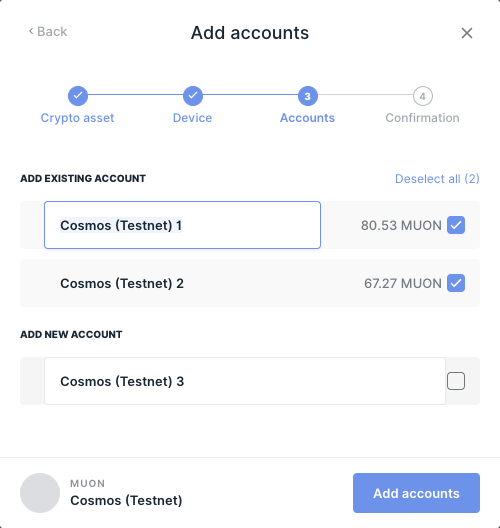 Back
Add accounts
3
4
Crypto asset
Device
Accounts
Confirmation
ADD EXISTING ACCOUNT
Deselect all (2)
Cosmos (Testnet) 1
80.53 MUON
Cosmos (Testnet) 2
67.27 MUON
ADD NEW ACCOUNT
Cosmos (Testnet) 3
MUON
Cosmos (Testnet)
Add accounts